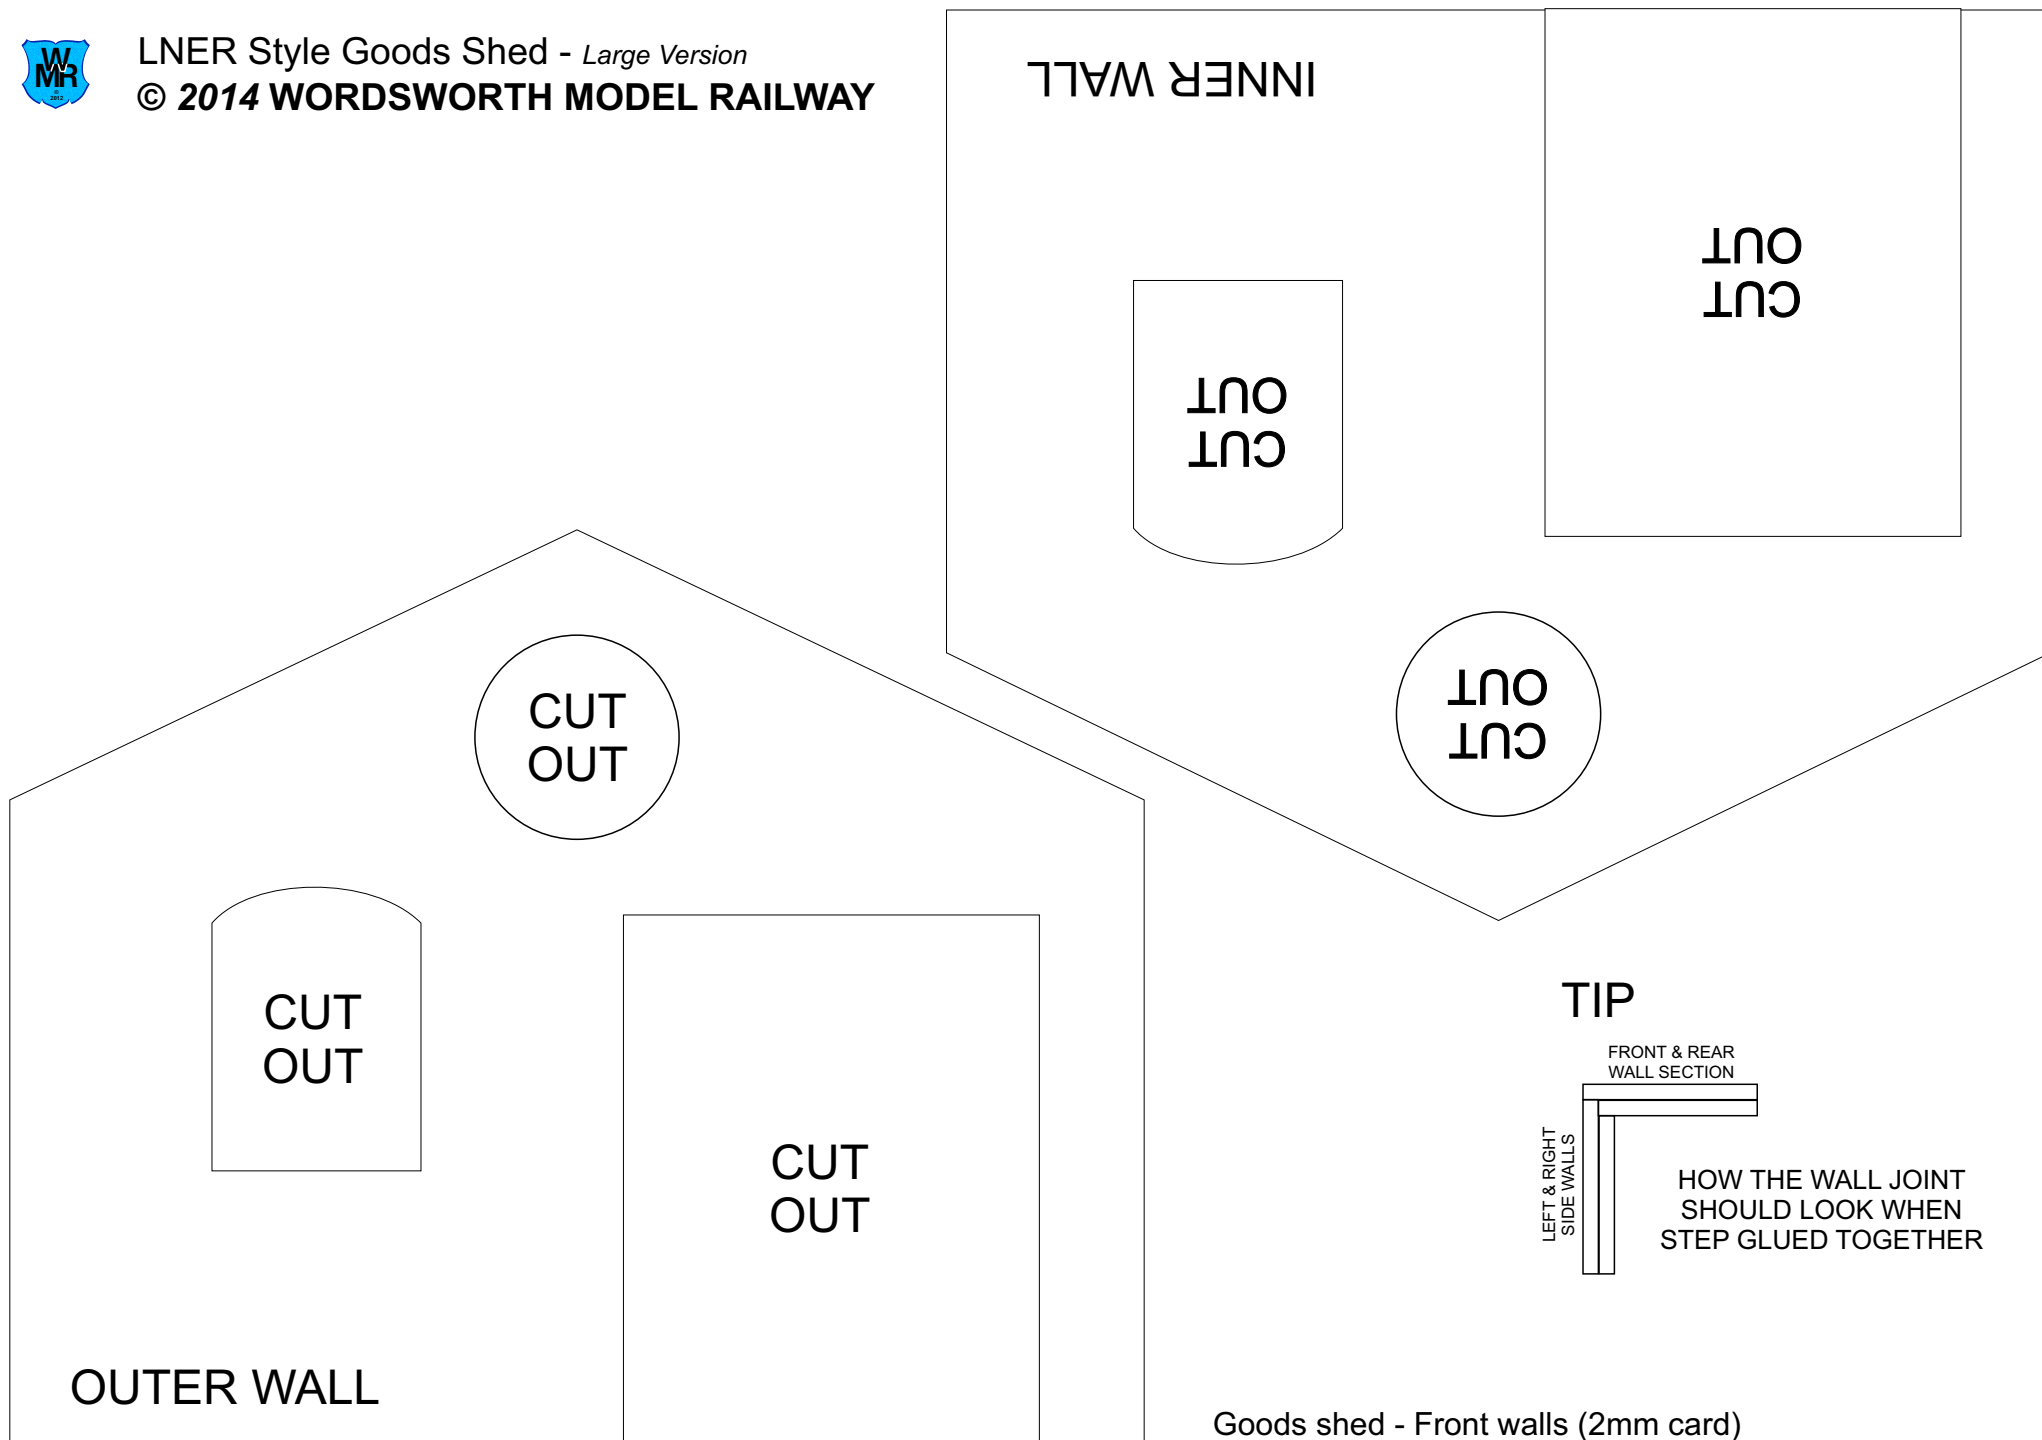 WMR
2012
LNER Style Goods Shed - Large Version
© 2014 WORDSWORTH MODEL RAILWAY
INNER WALL
CUT
OUT
CUT
OUT
CUT
OUT
CUT
OUT
CUT
OUT
CUT
OUT
OUTER WALL
TIP
FRONT & REAR
WALL SECTION
LEFT & RIGHT
SIDE WALLS
HOW THE WALL JOINT
SHOULD LOOK WHEN
STEP GLUED TOGETHER
Goods shed - Front walls (2mm card)